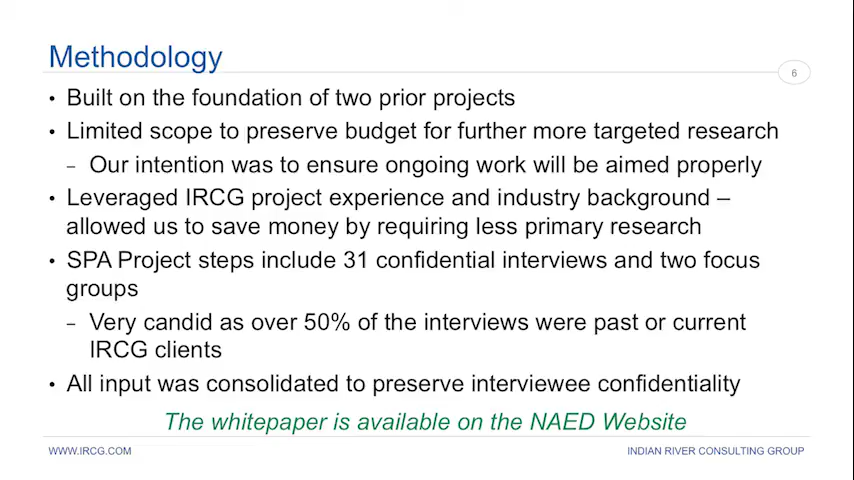 Methodology
6
• Built on the foundation of two prior projects
• Limited scope to preserve budget for further more targeted research
– Our intention was to ensure ongoing work will be aimed properly
• Leveraged IRCG project experience and industry background –
allowed us to save money by requiring less primary research
• SPA Project steps include 31 confidential interviews and two focus
groups
– Very candid as over 50% of the interviews were past or current
IRCG clients
• All input was consolidated to preserve interviewee confidentiality
The whitepaper is available on the NAED Website
WWW.IRCG.COM
INDIAN RIVER CONSULTING GROUP